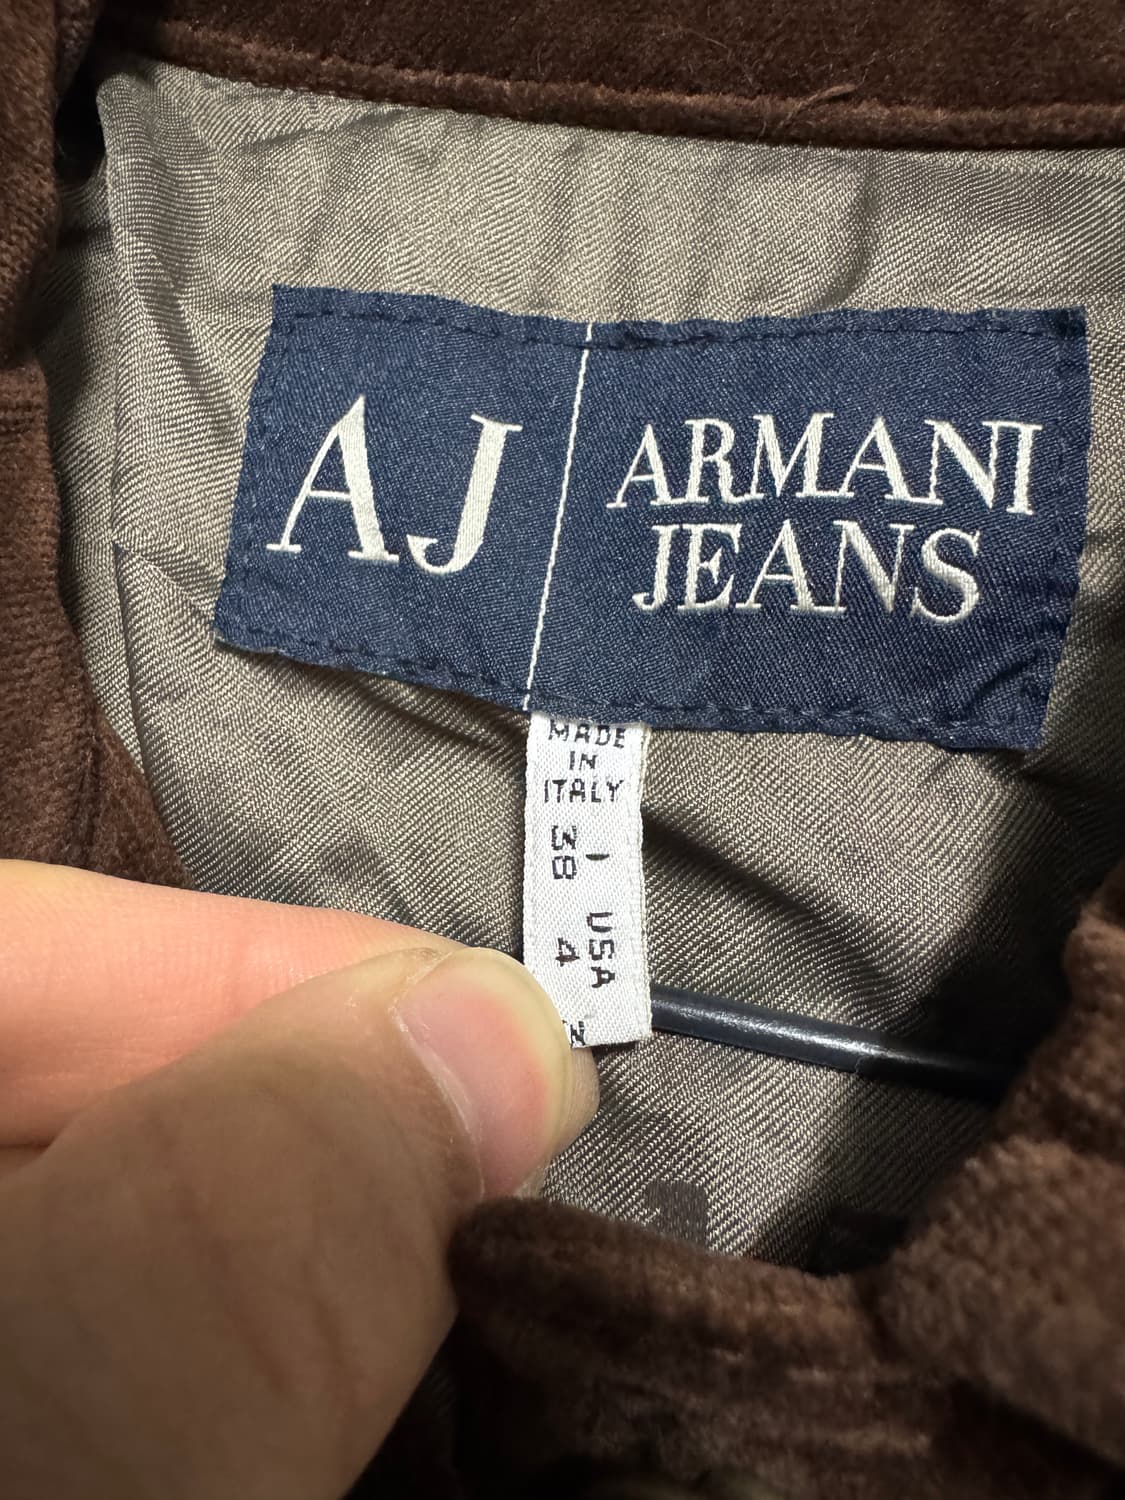 AJ
ARMANI
JEANS
MADE
IN
ITALY
I USA
38 4